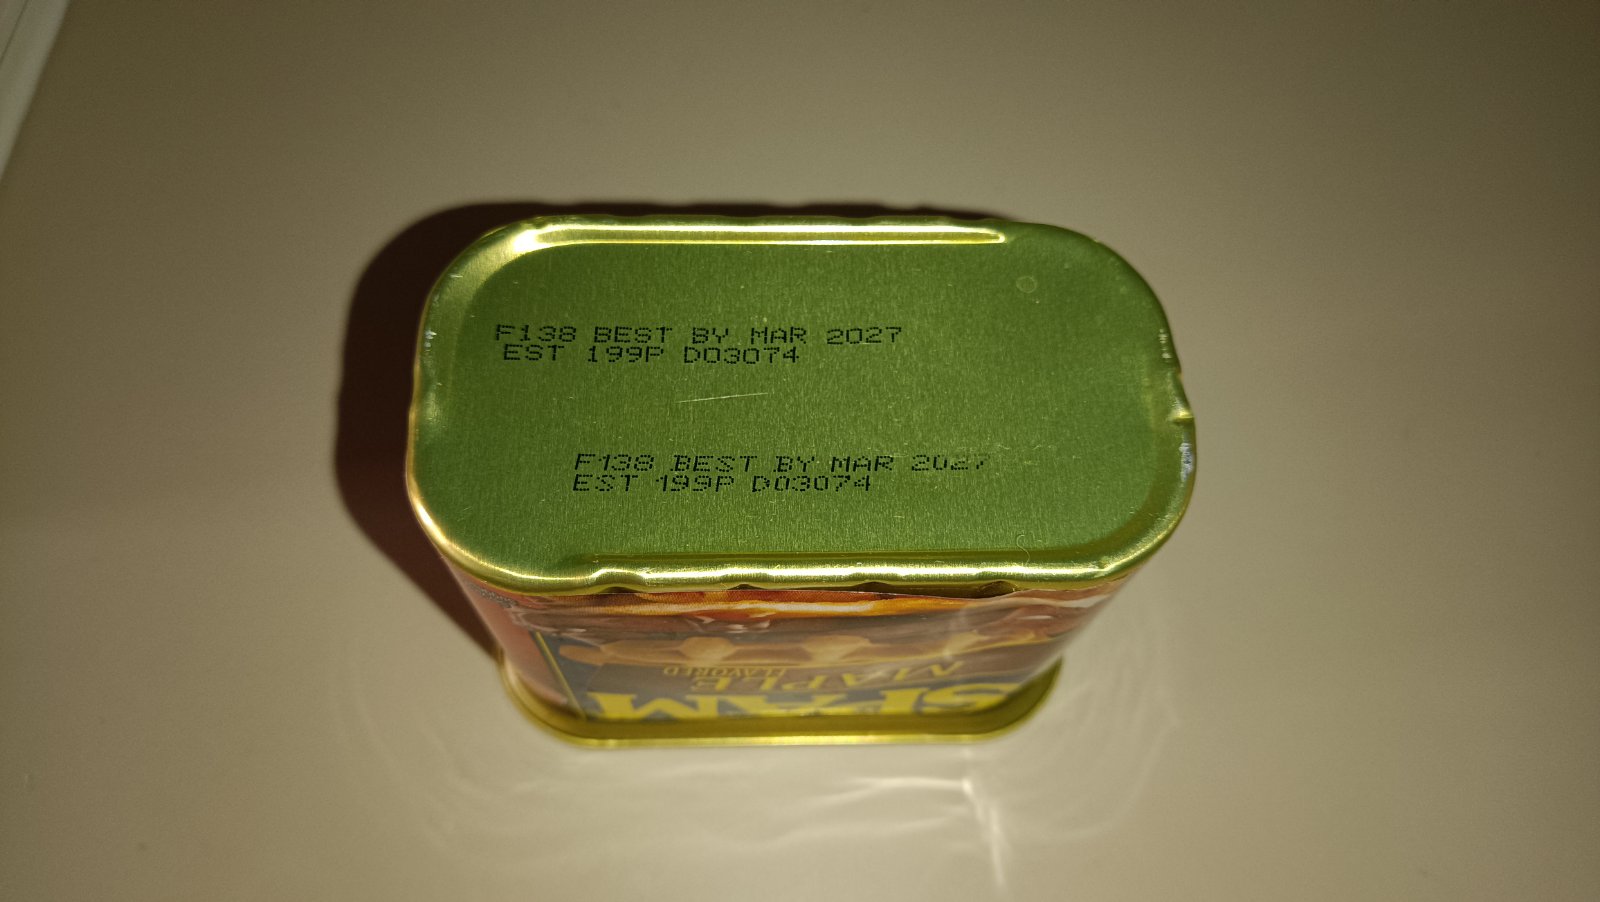 F138 BEST BY MAR 2027
EST 199P D03074
F138 BEST BY MAR 2027
EST 199P D03074
SPAM
MAPLE
FLAVORED